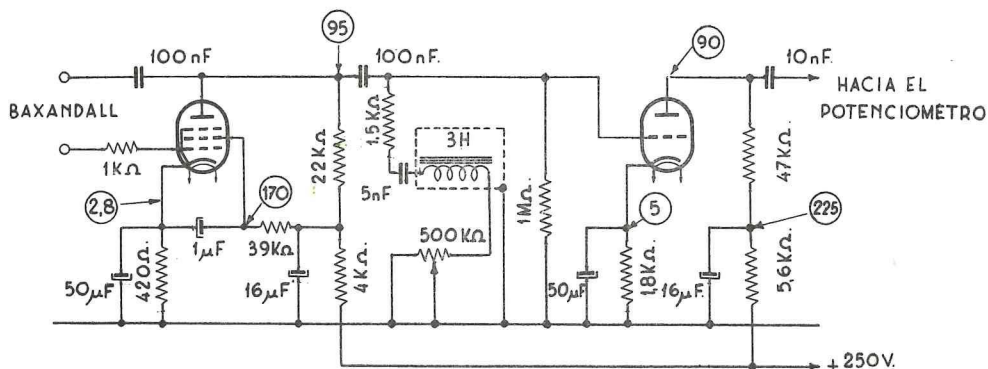 95
90
100nF
100nF.
10nF.
HACIA EL
POTENCIOMÉTRO
BAXANDALL
1KΩ
22KΩ
1.5KΩ
3H
5nF
1MΩ.
47KΩ
2,8
170
5
225
1μF
39KΩ
500KΩ
50μF
420Ω.
16μF.
4KΩ
50μF
1,8KΩ.
16μF.
5,6KΩ.
+250V.